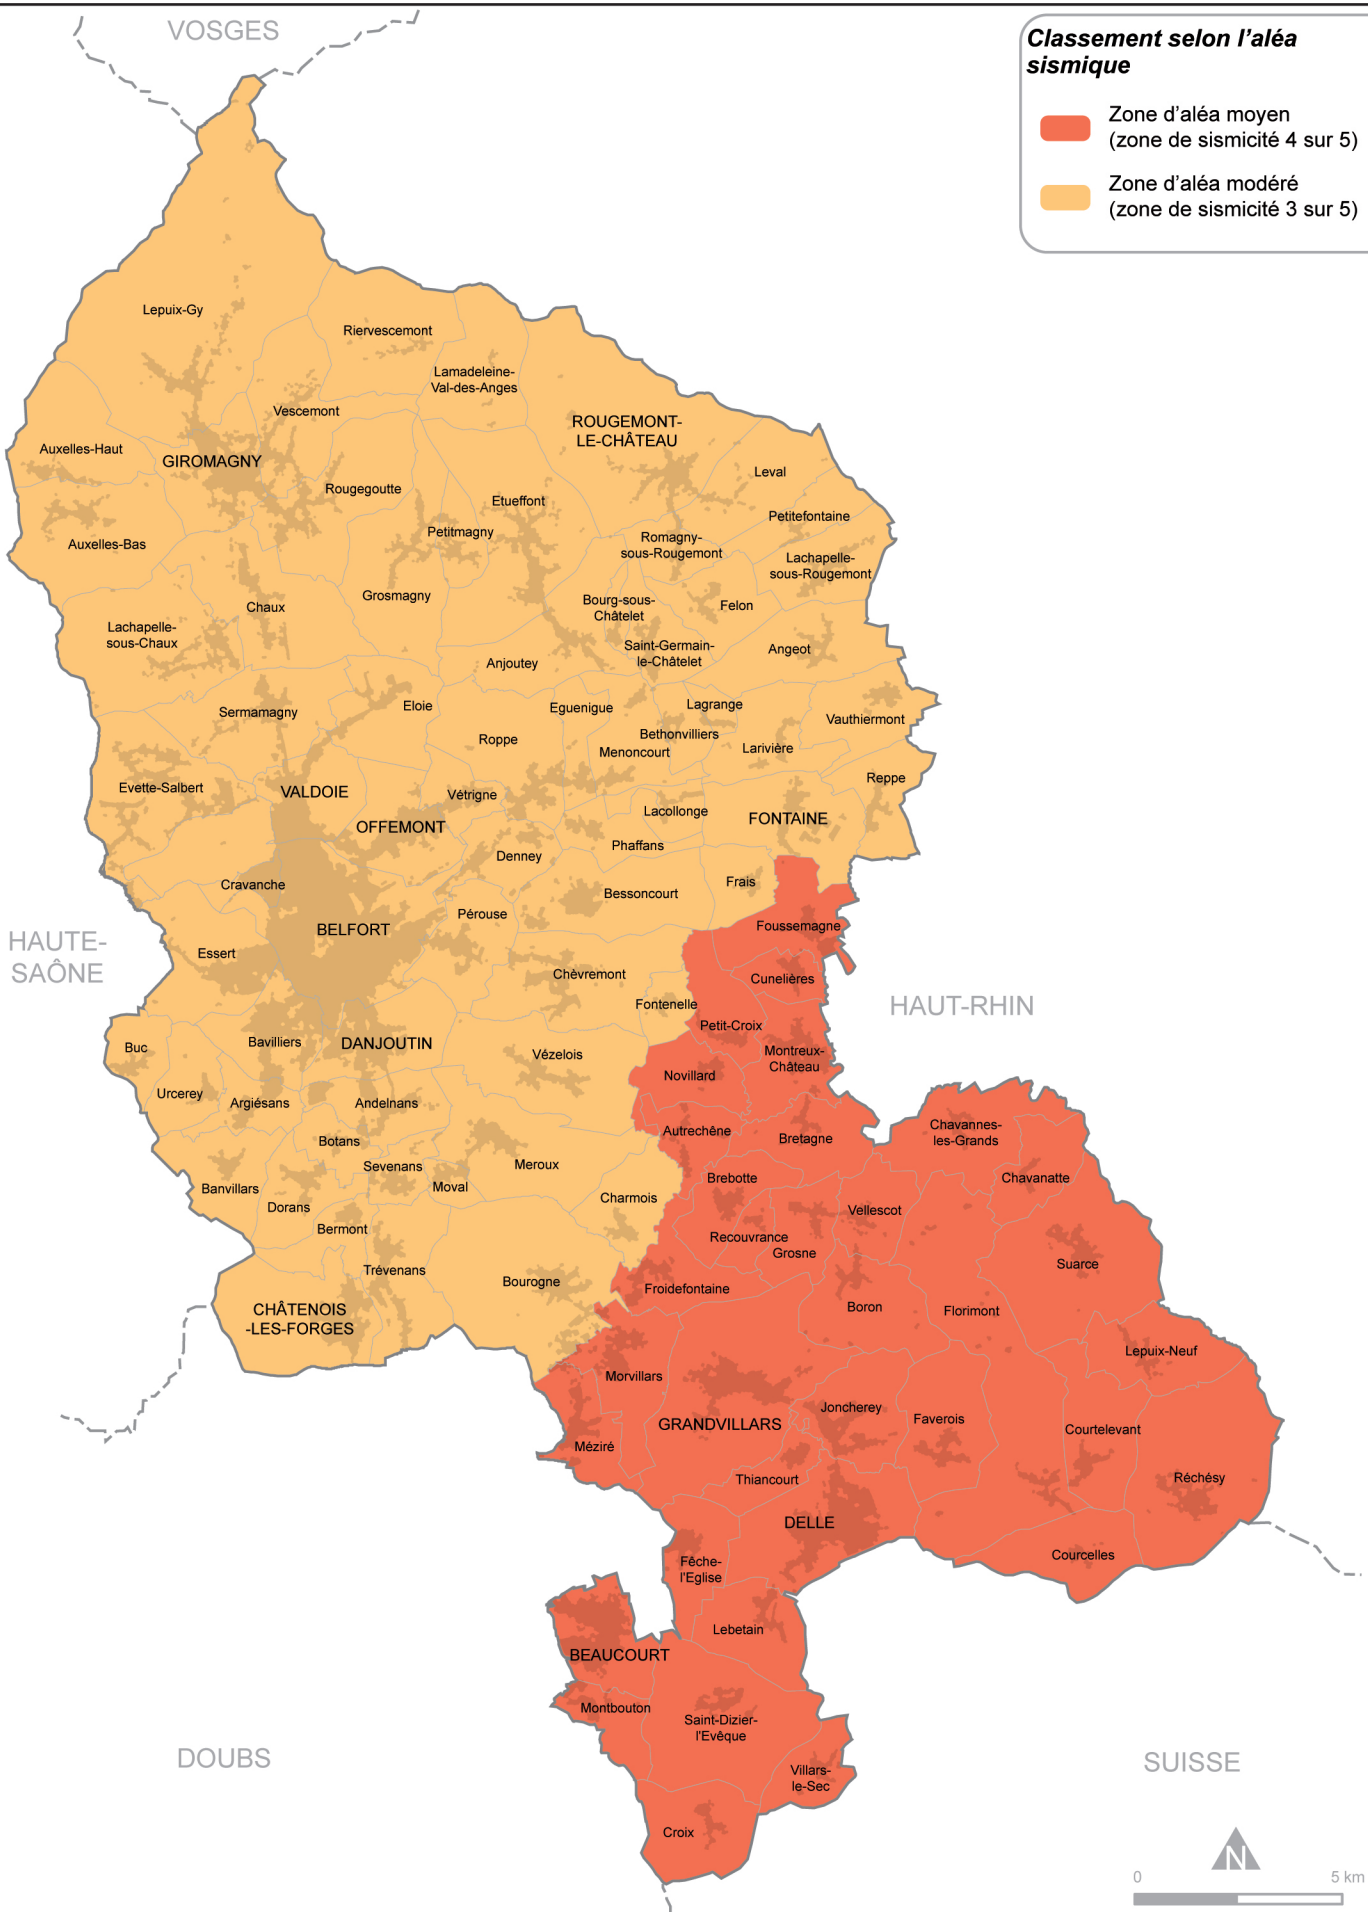 VOSGES
Classement selon l'aléa
sismique
Zone d'aléa moyen
(zone de sismicité 4 sur 5)
Zone d'aléa modéré
(zone de sismicité 3 sur 5)
Lepuix-Gy
Riervescemont
Lamadeleine-
Val-des-Anges
Vescemont
ROUGEMONT-
LE-CHÂTEAU
Auxelles-Haut
GIROMAGNY
Leval
Rougegoutte
Etueffont
Petitefontaine
Petitmagny
Auxelles-Bas
Romagny-
sous-Rougemont
Lachapelle-
sous-Rougemont
Grosmagny
Chaux
Bourg-sous-
Châtelet
Felon
Lachapelle-
sous-Chaux
Saint-Germain-
le-Châtelet
Angeot
Anjoutey
Sermamagny
Eloie
Eguenigue
Lagrange
Vauthiermont
Roppe
Bethonvilliers
Menoncourt
Larivière
Reppe
Evette-Salbert
VALDOIE
Vétrigne
OFFEMONT
Lacollonge
FONTAINE
Phaffans
Denney
Cravanche
Bessoncourt
Frais
Pérouse
BELFORT
Foussemagne
HAUTE-
SAÔNE
Essert
Chèvremont
Cunelières
Fontenelle
HAUT-RHIN
Petit-Croix
Buc
Bavilliers
DANJOUTIN
Vézelois
Montreux-
Château
Novillard
Urcerey
Argiésans
Andelnans
Autrechêne
Bretagne
Chavannes-
les-Grands
Botans
Sevenans
Meroux
Moval
Banvillars
Charmois
Brebotte
Chavanatte
Dorans
Vellescot
Bermont
Recouvrance
Grosne
Suarce
Trévenans
Bourogne
Froidefontaine
CHÂTENOIS
-LES-FORGES
Boron
Florimont
Lepuix-Neuf
Morvillars
Joncherey
GRANDVILLARS
Faverois
Courtelevant
Méziré
Thiancourt
Réchésy
DELLE
Courcelles
Fêche-
l'Eglise
Lebetain
BEAUCOURT
Montbouton
Saint-Dizier-
l'Evêque
DOUBS
SUISSE
Villars-
le-Sec
Croix
N
0 5 km